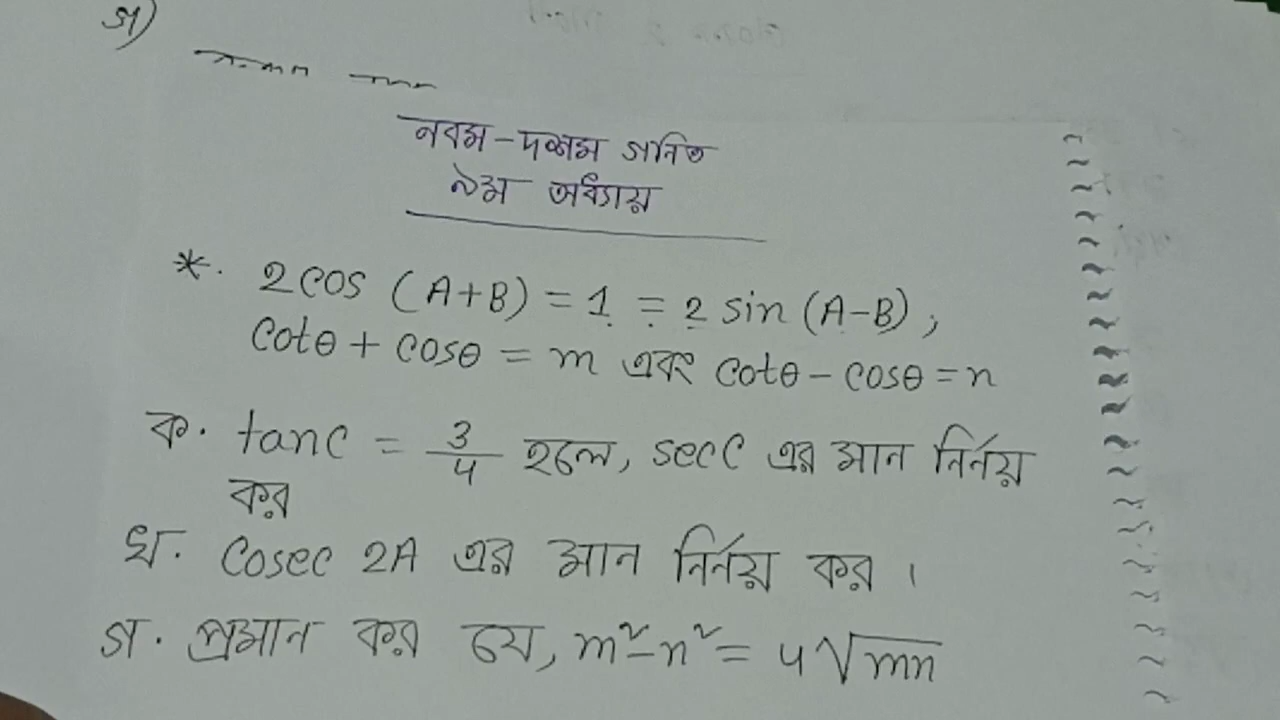 গ)
নবম-দশম গনিত
৯ম অধ্যায়
*. 2cos (A+B) = 1 = 2 sin (A-B),
cotθ + cosθ = m এবং cotθ - cosθ = n
ক. tanC = 3/4 হলে, secC এর মান নির্নয়
কর
খ. Cosec 2A এর মান নির্নয় কর।
গ. প্রমান কর যে, m² - n² = 4√mn